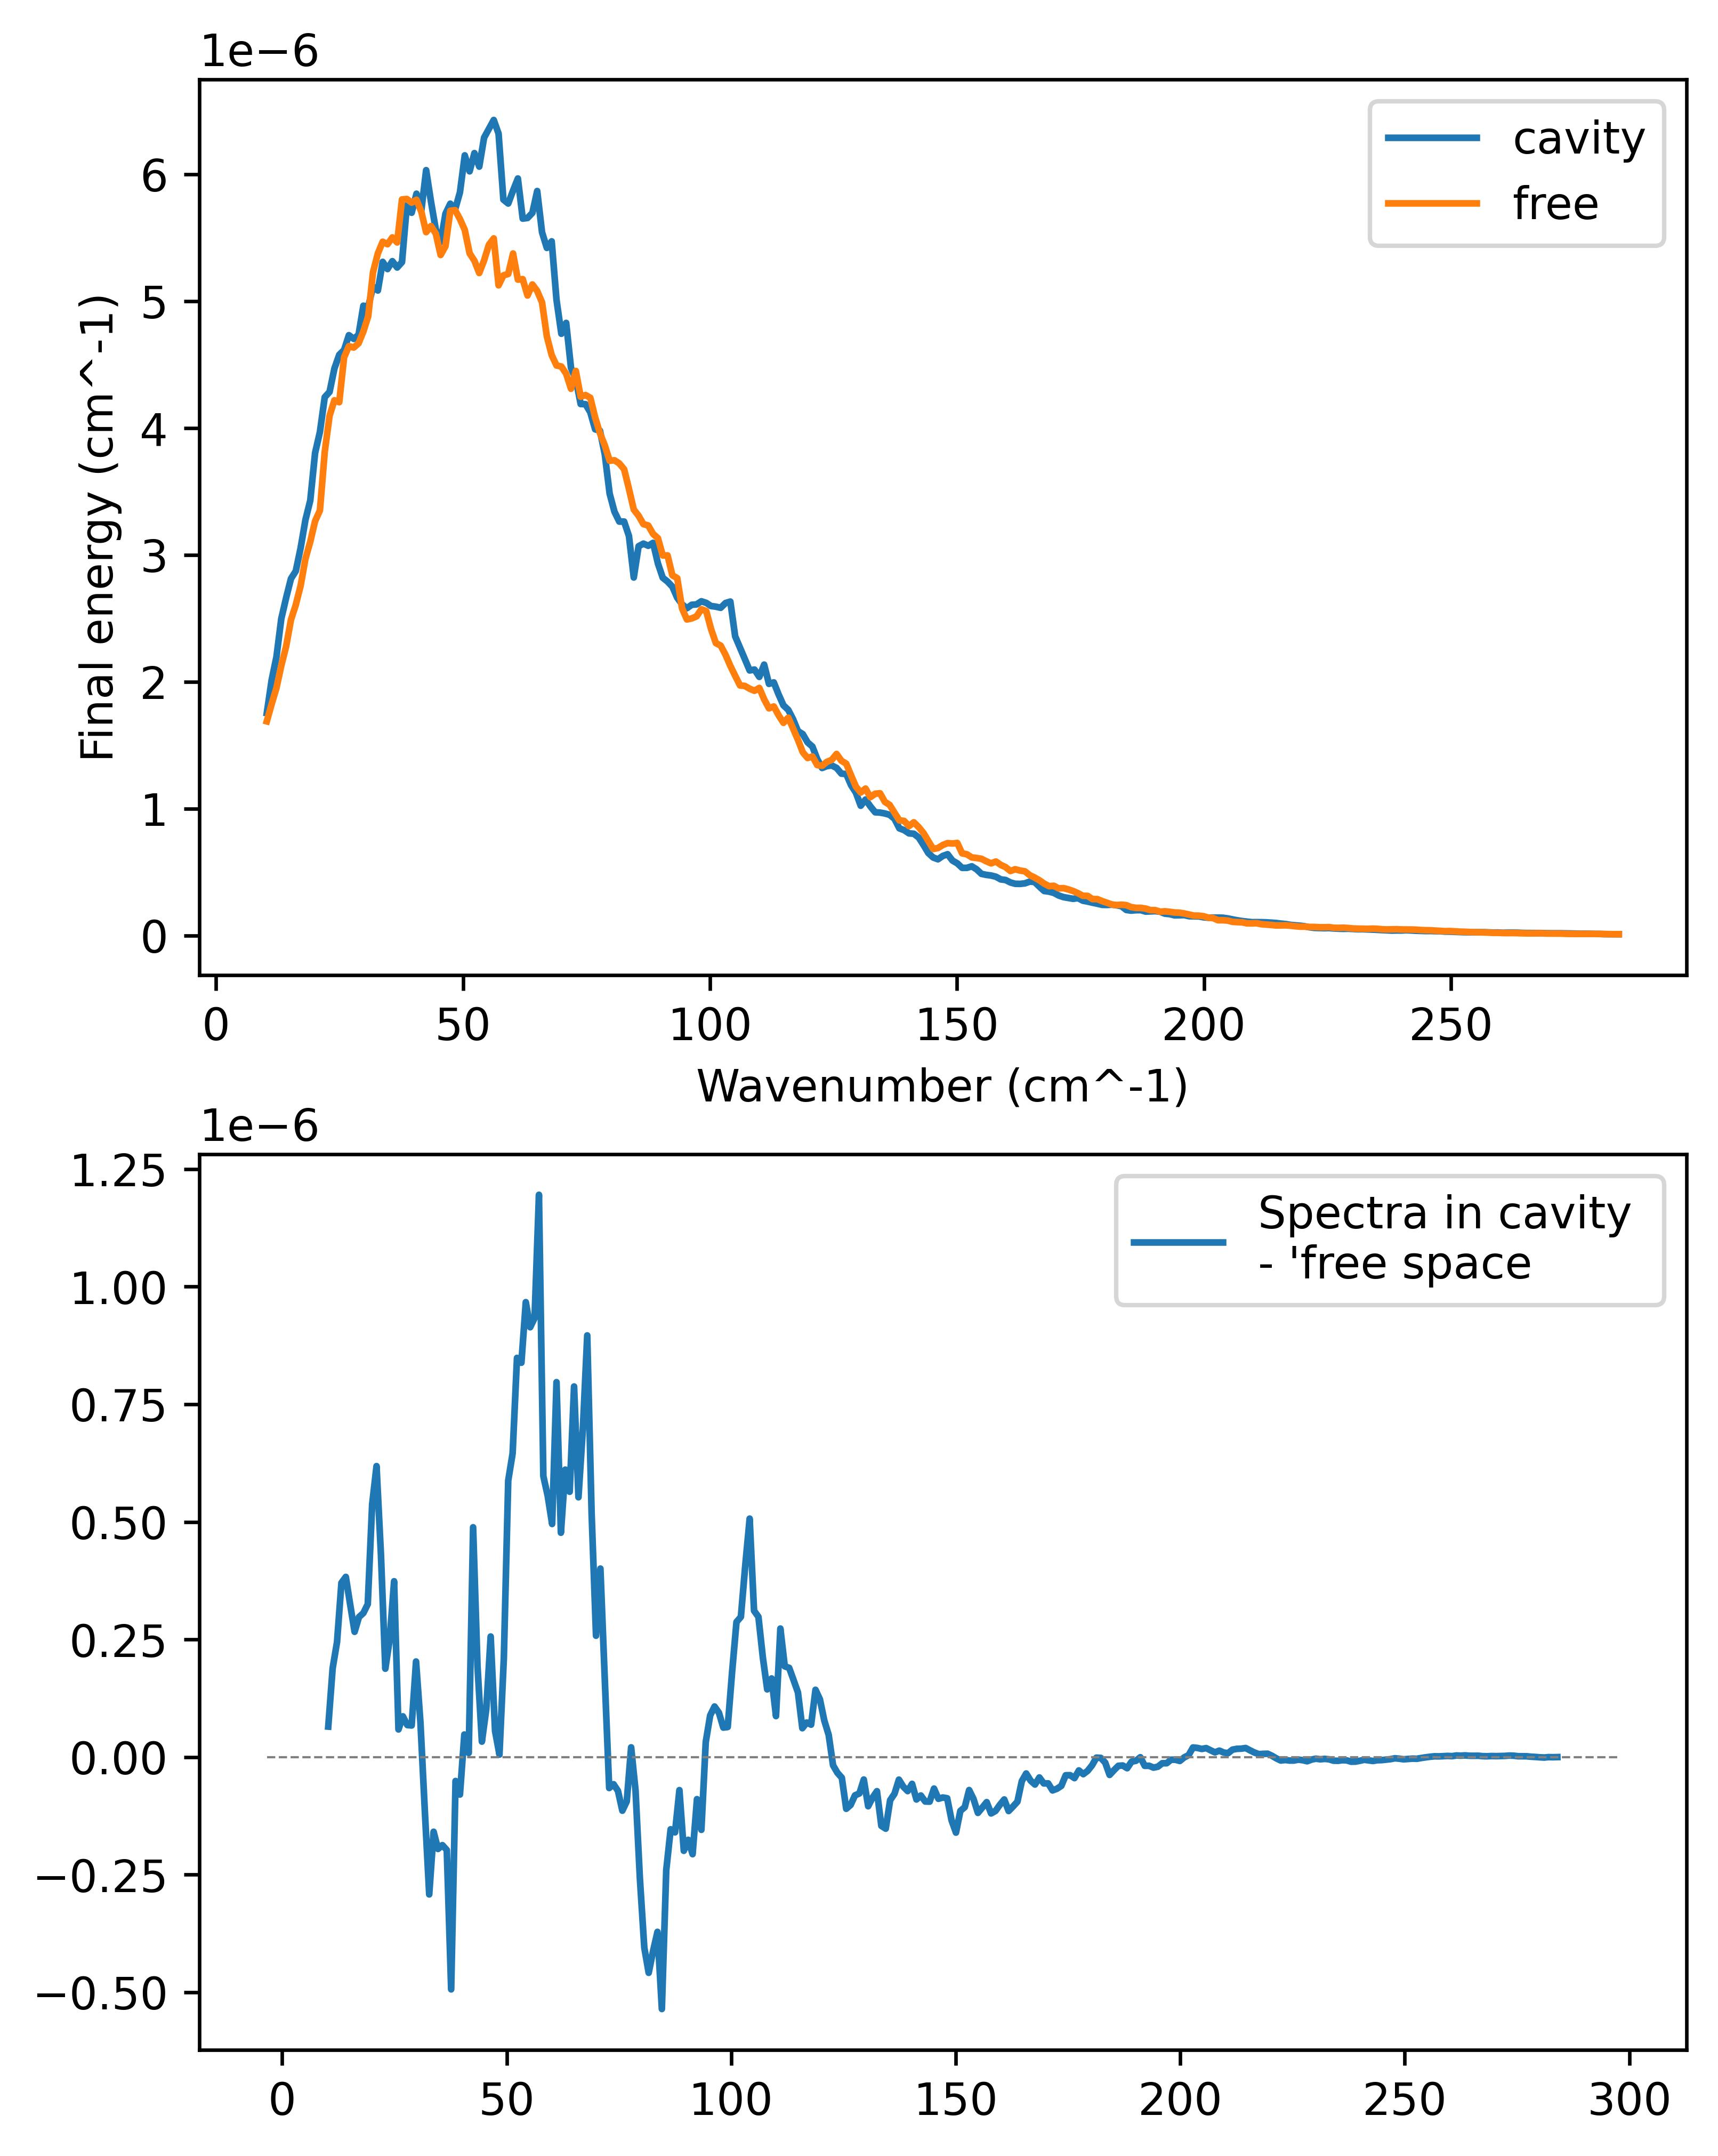 1e−6
Final energy (cm^-1)
6
5
4
3
2
1
0
cavity
free
0 50 100 150 200 250
Wavenumber (cm^-1)
1e−6
1.25
1.00
0.75
0.50
0.25
0.00
−0.25
−0.50
Spectra in cavity
- 'free space
0 50 100 150 200 250 300